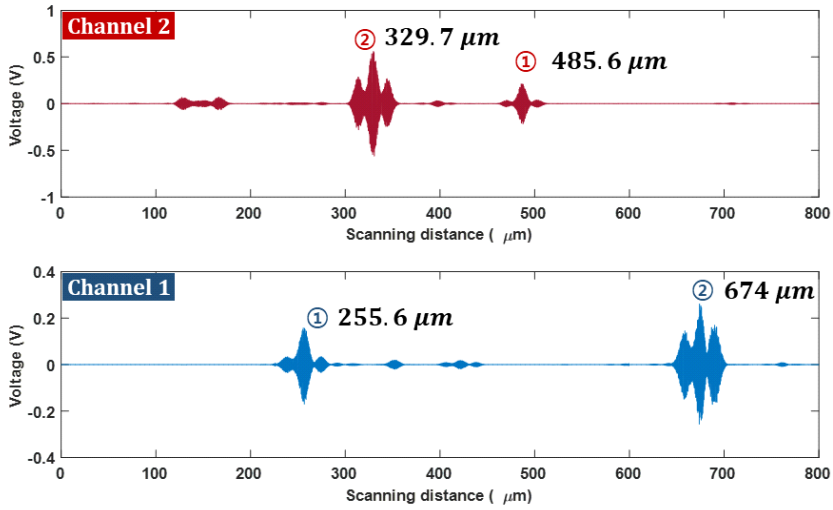 Channel 2
② 329.7 μm
① 485.6 μm
Voltage (V)
1
0.5
0
-0.5
-1
0 100 200 300 400 500 600 700 800
Scanning distance ( μm)
Channel 1
① 255.6 μm
② 674 μm
Voltage (V)
0.4
0.2
0
-0.2
-0.4
0 100 200 300 400 500 600 700 800
Scanning distance ( μm)